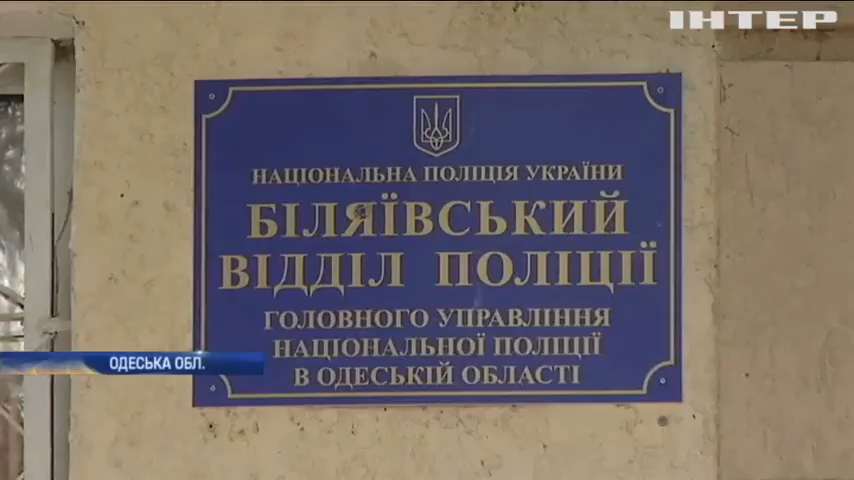 ІНТЕР
НАЦІОНАЛЬНА ПОЛІЦІЯ УКРАЇНИ
БІЛЯЇВСЬКИЙ
ВІДДІЛ ПОЛІЦІЇ
ГОЛОВНОГО УПРАВЛІННЯ
НАЦІОНАЛЬНОЇ ПОЛІЦІЇ
В ОДЕСЬКІЙ ОБЛАСТІ
ОДЕСЬКА ОБЛ.